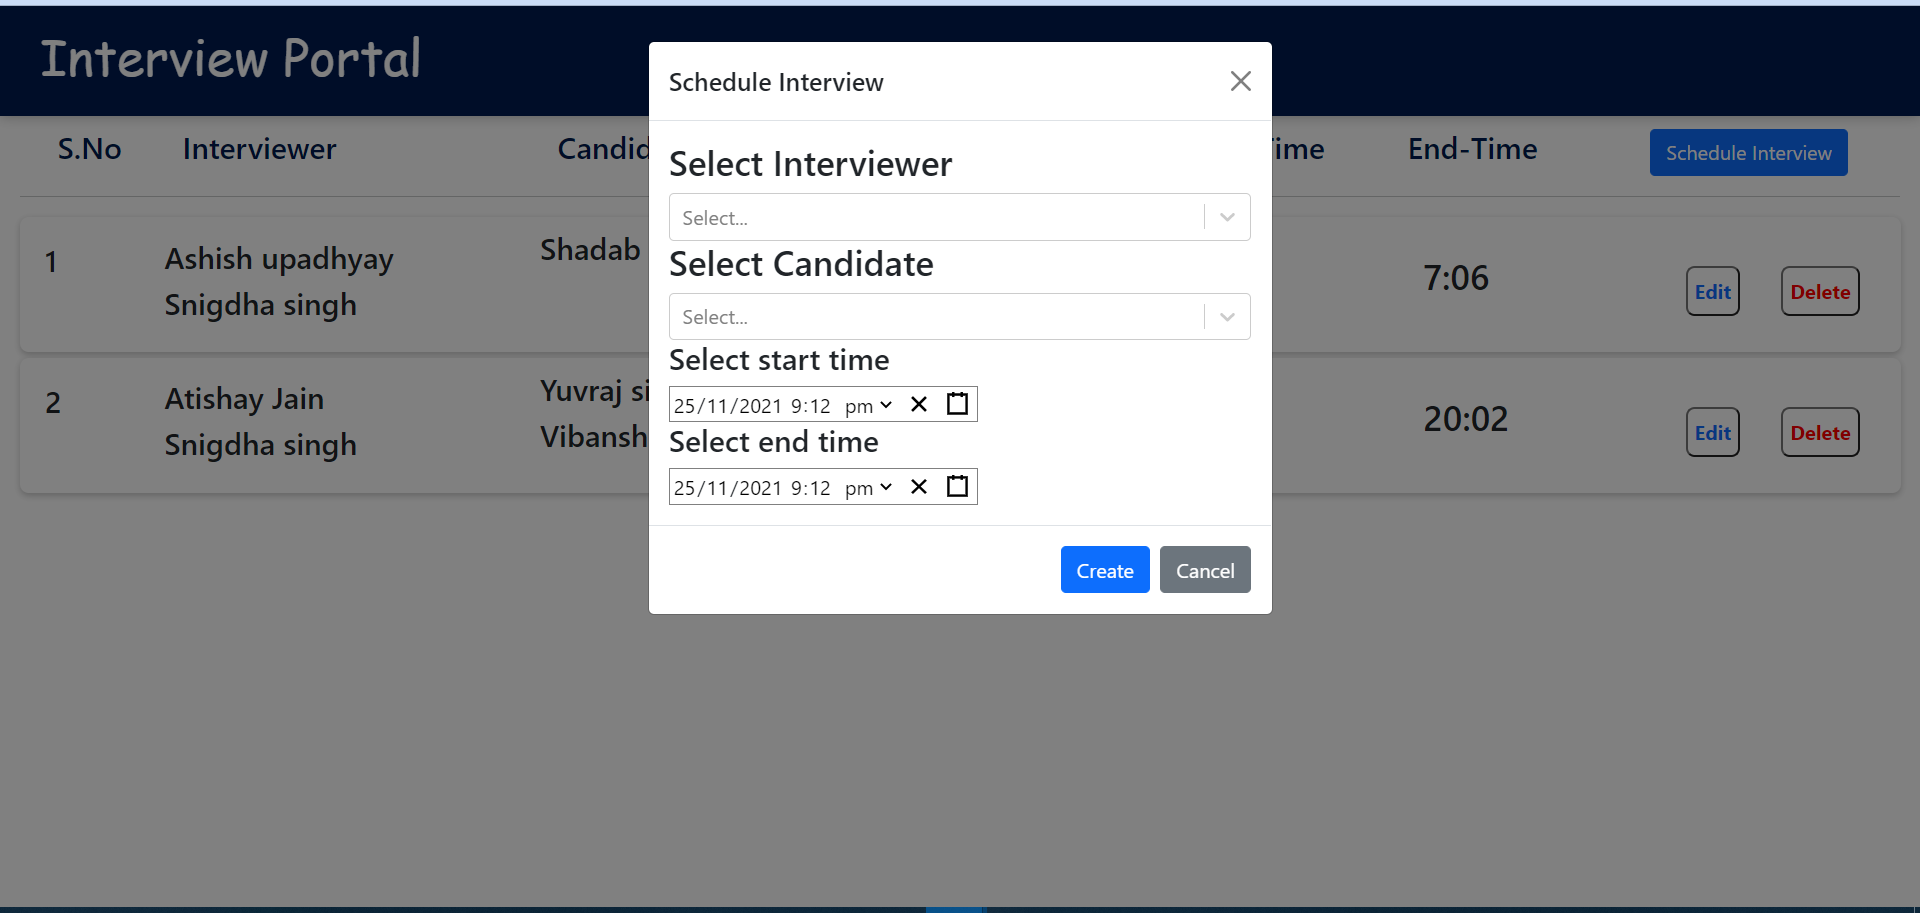 Interview Portal
S.No Interviewer End-Time Schedule Interview
1 Ashish upadhyay Shadab 7:06 Edit Delete
Snigdha singh
2 Atishay Jain Yuvraj 20:02 Edit Delete
Snigdha singh Vibansh
Schedule Interview
Select Interviewer
Select...
Select Candidate
Select...
Select start time
25/11/2021 9:12 pm
Select end time
25/11/2021 9:12 pm
Create Cancel